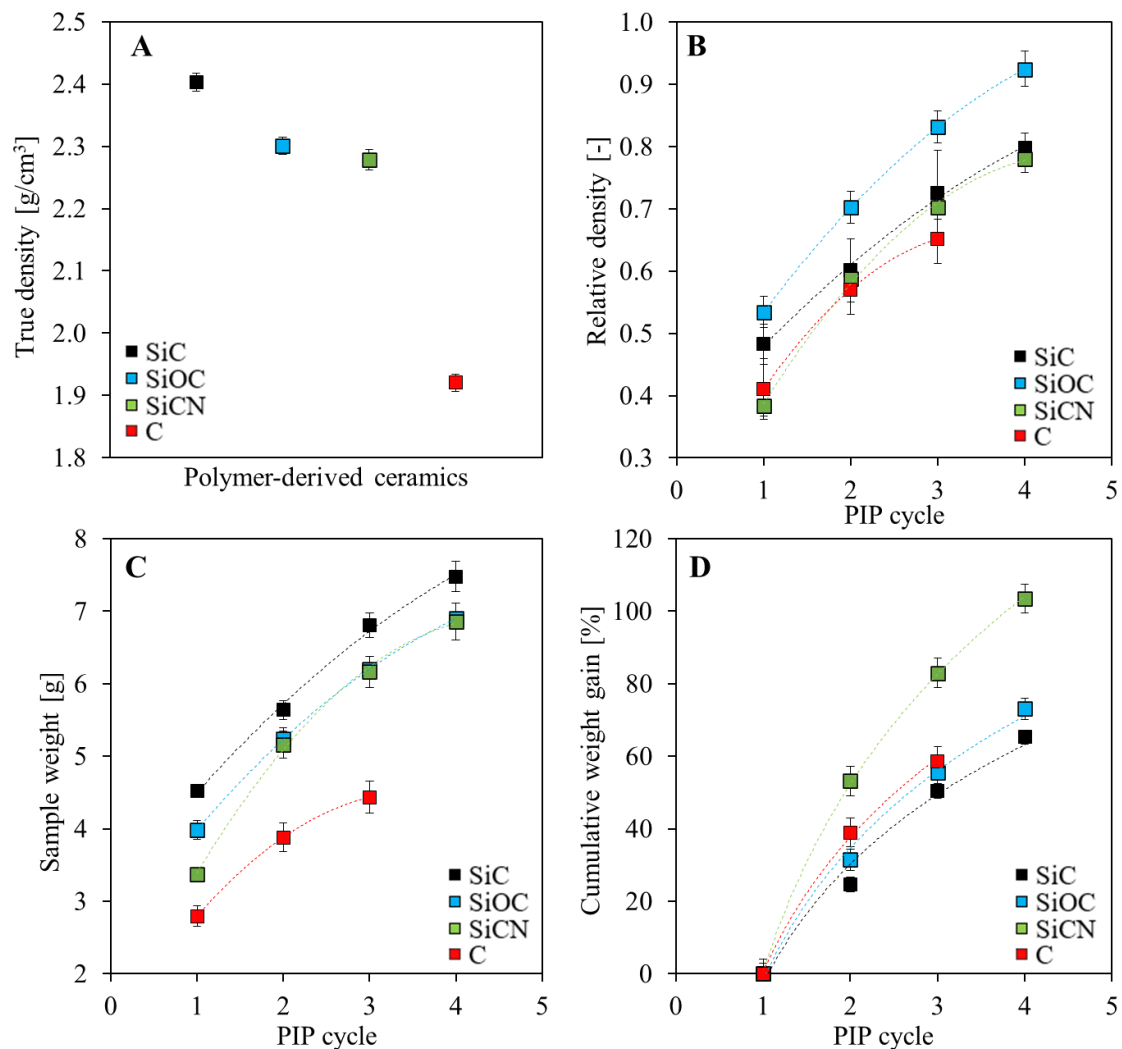 A
True density [g/cm³]
2.5
2.4
2.3
2.2
2.1
2.0
1.9
1.8
SiC
SiOC
SiCN
C
Polymer-derived ceramics
B
Relative density [-]
1.0
0.9
0.8
0.7
0.6
0.5
0.4
0.3
SiC
SiOC
SiCN
C
0 1 2 3 4 5
PIP cycle
C
Sample weight [g]
8
7
6
5
4
3
2
SiC
SiOC
SiCN
C
0 1 2 3 4 5
PIP cycle
D
Cumulative weight gain [%]
120
100
80
60
40
20
0
SiC
SiOC
SiCN
C
0 1 2 3 4 5
PIP cycle